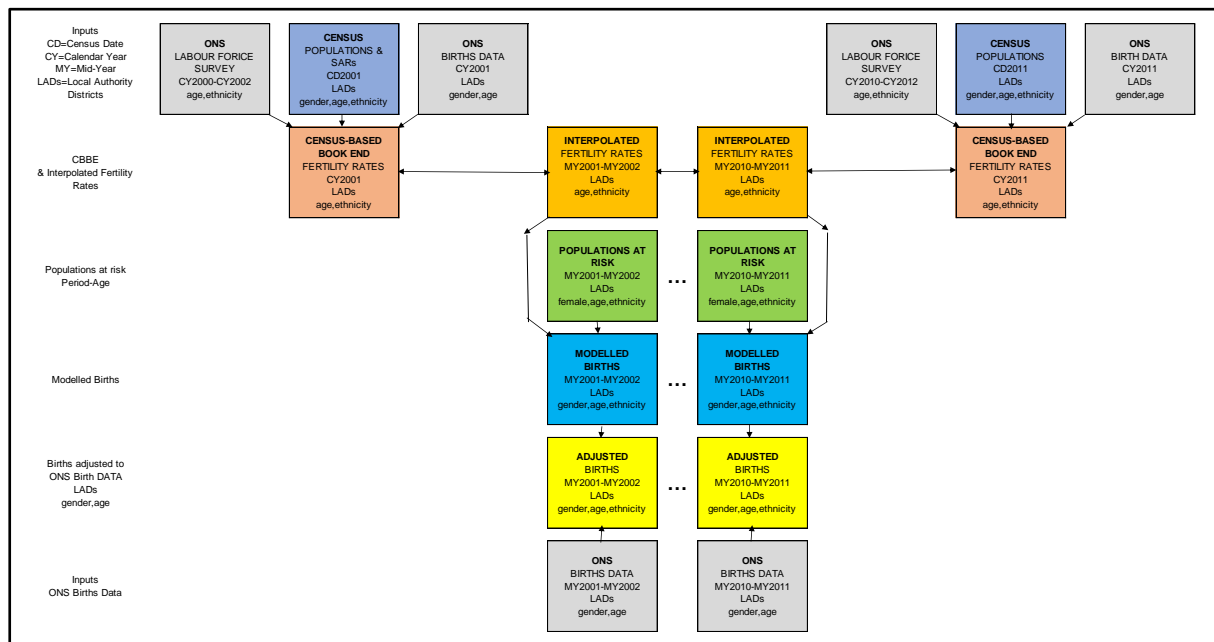 Inputs
CD=Census Date
CY=Calendar Year
MY=Mid-Year
LADs=Local Authority
Districts
ONS
LABOUR FORICE
SURVEY
CY2000-CY2002
age,ethnicity
CENSUS
POPULATIONS &
SARs
CD2001
LADs
gender,age,ethnicity
ONS
BIRTHS DATA
CY2001
LADs
gender,age
ONS
LABOUR FORICE
SURVEY
CY2010-CY2012
age,ethnicity
CENSUS
POPULATIONS
CD2011
LADs
gender,age,ethnicity
ONS
BIRTH DATA
CY2011
LADs
gender,age
CBBE
& Interpolated Fertility
Rates
CENSUS-BASED
BOOK END
FERTILITY RATES
CY2001
LADs
age,ethnicity
INTERPOLATED
FERTILITY RATES
MY2001-MY2002
LADs
age,ethnicity
INTERPOLATED
FERTILITY RATES
MY2010-MY2011
LADs
age,ethnicity
CENSUS-BASED
BOOK END
FERTILITY RATES
CY2011
LADs
age,ethnicity
Populations at risk
Period-Age
POPULATIONS AT
RISK
MY2001-MY2002
LADs
female,age,ethnicity
...
POPULATIONS AT
RISK
MY2010-MY2011
LADs
female,age,ethnicity
Modelled Births
MODELLED
BIRTHS
MY2001-MY2002
LADs
gender,age,ethnicity
...
MODELLED
BIRTHS
MY2010-MY2011
LADs
gender,age,ethnicity
Births adjusted to
ONS Birth DATA
LADs
gender,age
ADJUSTED
BIRTHS
MY2001-MY2002
LADs
gender,age,ethnicity
...
ADJUSTED
BIRTHS
MY2010-MY2011
LADs
gender,age,ethnicity
Inputs
ONS Births Data
ONS
BIRTHS DATA
MY2001-MY2002
LADs
gender,age
ONS
BIRTHS DATA
MY2010-MY2011
LADs
gender,age